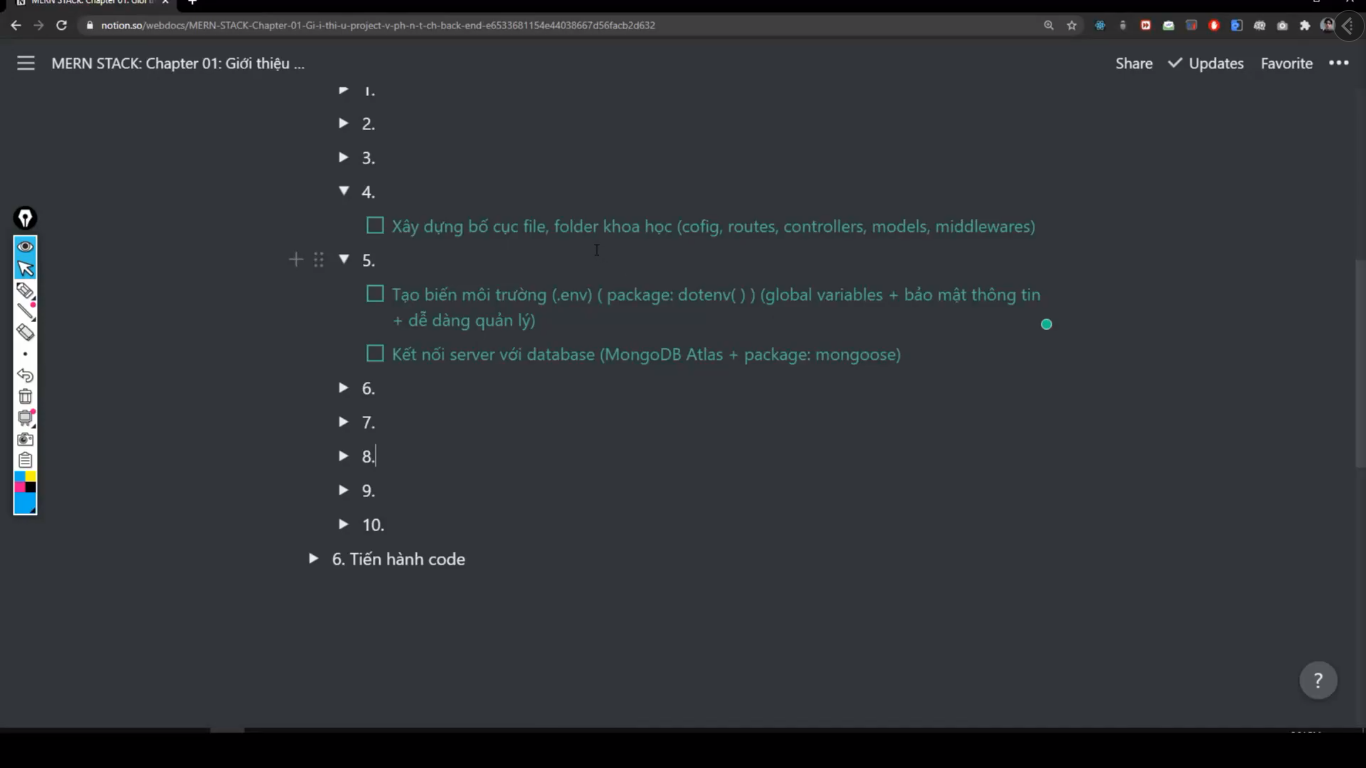 MERN STACK: Chapter 01: Giới
notion.so/webdocs/MERN-STACK-Chapter-01-Gi-i-thi-u-project-v-ph-n-t-ch-back-end-e6533681154e44038667d56facb2d632
MERN STACK: Chapter 01: Giới thiệu ...
Share
Updates
Favorite
1.
2.
3.
4.
Xây dựng bố cục file, folder khoa học (cofig, routes, controllers, models, middlewares)
5.
Tạo biến môi trường (.env) ( package: dotenv( ) ) (global variables + bảo mật thông tin
+ dễ dàng quản lý)
Kết nối server với database (MongoDB Atlas + package: mongoose)
6.
7.
8.
9.
10.
6. Tiến hành code
?